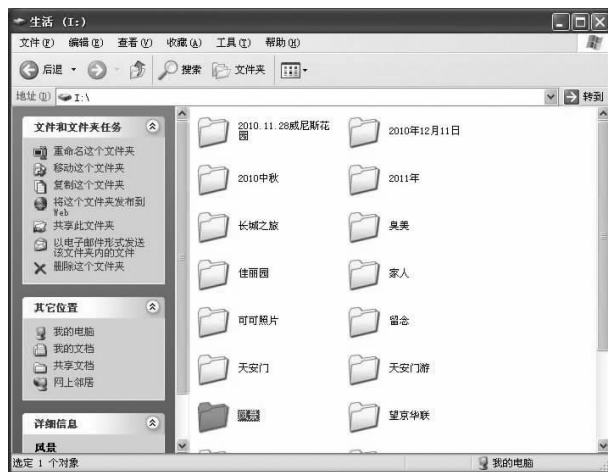 生活 (I:)
文件(F) 编辑(E) 查看(V) 收藏(A) 工具(T) 帮助(H)
后退 搜索 文件夹
地址(D) I:\ 转到
文件和文件夹任务
重命名这个文件夹
移动这个文件夹
复制这个文件夹
将这个文件夹发布到
Web
共享此文件夹
以电子邮件形式发送
该文件夹内的文件
删除这个文件夹
其它位置
我的电脑
我的文档
共享文档
网上邻居
详细信息
风景
2010.11.28威尼斯花
园
2010年12月11日
2010中秋
2011年
长城之旅
臭美
佳丽园
家人
可可照片
留念
天安门
天安门游
风景
望京华联
选定 1 个对象
我的电脑